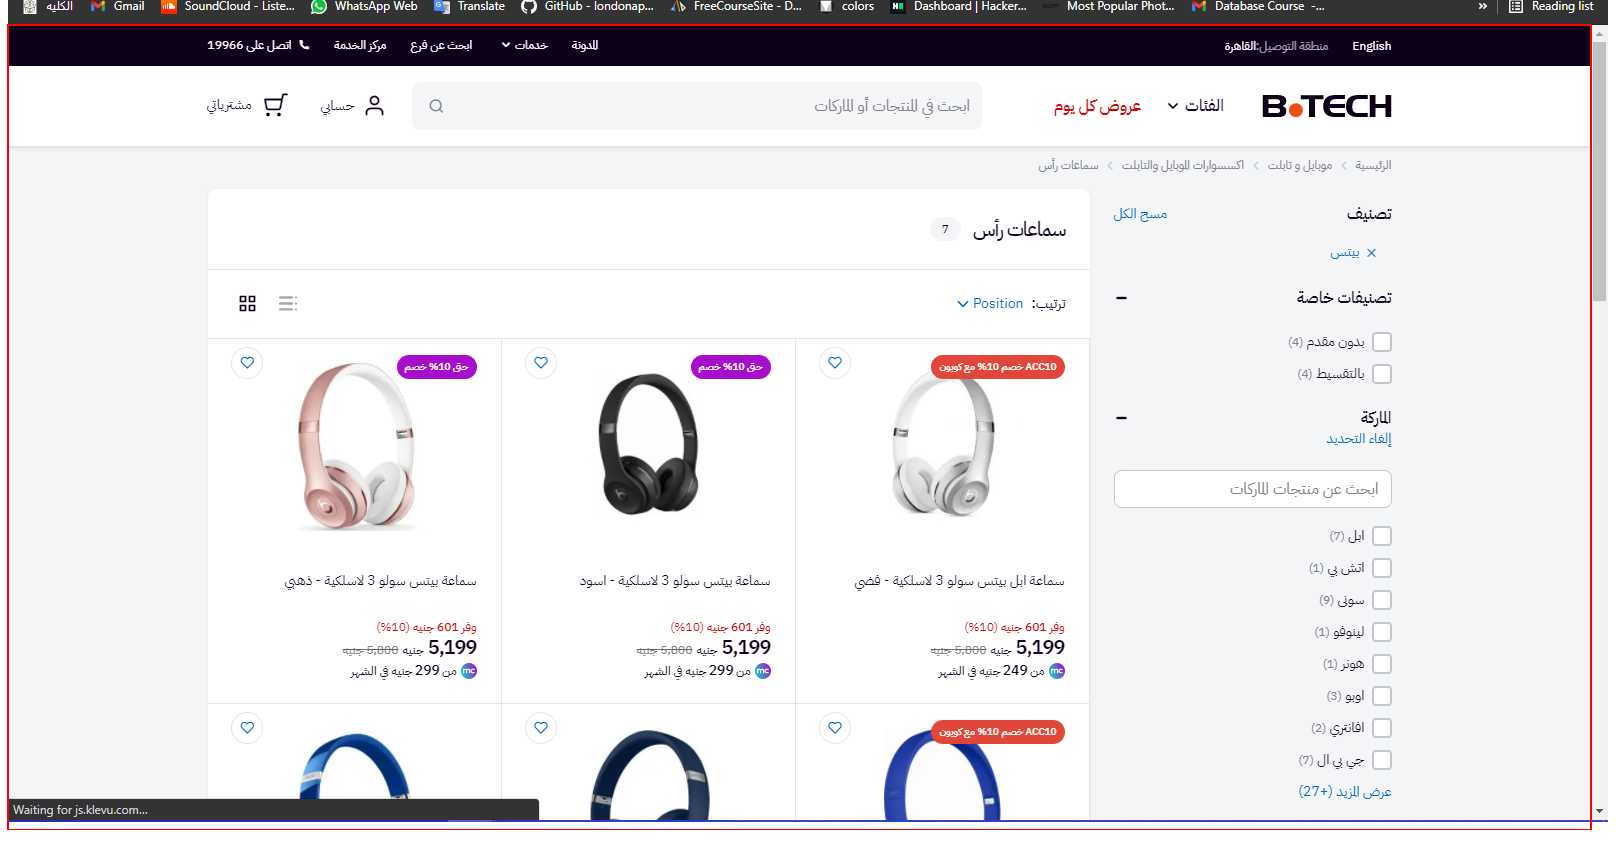 الكليه
Gmail
SoundCloud - Liste...
WhatsApp Web
Translate
GitHub - londonap...
FreeCourseSite - D...
colors
Dashboard | Hacker...
Most Popular Phot...
Database Course -...
»
Reading list
English
منطقة التوصيل:القاهرة
المدونة
خدمات
ابحث عن فرع
مركز الخدمة
اتصل على 19966
B.TECH
الفئات
عروض كل يوم
ابحث في المنتجات أو الماركات
حسابي
مشترياتي
الرئيسية > موبايل و تابلت > اكسسوارات الموبايل والتابلت > سماعات رأس
تصنيف
مسح الكل
× بيتس
تصنيفات خاصة
بدون مقدم (4)
بالتقسيط (4)
الماركة
إلغاء التحديد
ابحث عن منتجات الماركات
ابل (7)
اتش بي (1)
سونى (9)
لينوفو (1)
هونر (1)
اوبو (3)
افانتري (2)
جي بي ال (7)
عرض المزيد (+27)
سماعات رأس 7
ترتيب: Position
ACC10 خصم 10% مع كوبون
سماعة ابل بيتس سولو 3 لاسلكية - فضي
وفر 601 جنيه (10%)
5,199 جنيه 5,800 جنيه
mc من 249 جنيه في الشهر
حق 10% خصم
سماعة بيتس سولو 3 لاسلكية - اسود
وفر 601 جنيه (10%)
5,199 جنيه 5,800 جنيه
mc من 299 جنيه في الشهر
حق 10% خصم
سماعة بيتس سولو 3 لاسلكية - ذهبي
وفر 601 جنيه (10%)
5,199 جنيه 5,800 جنيه
mc من 299 جنيه في الشهر
ACC10 خصم 10% مع كوبون
Waiting for js.klevu.com...